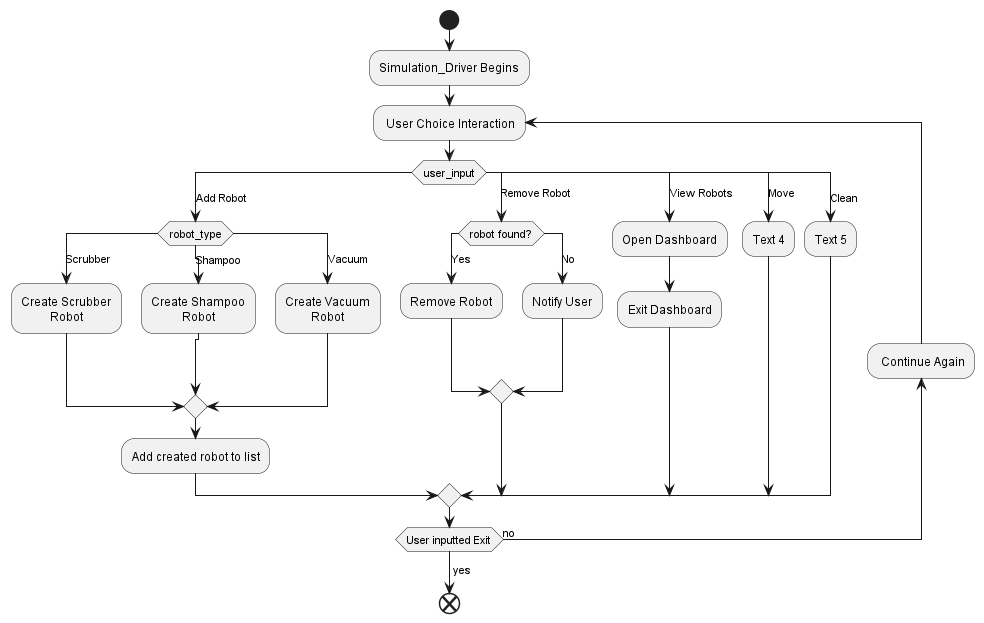 Simulation_Driver Begins
User Choice Interaction
user_input
Add Robot
Remove Robot
View Robots
Move
Clean
robot_type
robot found?
Open Dashboard
Text 4
Text 5
Scrubber
Shampoo
Vacuum
Yes
No
Create Scrubber
Robot
Create Shampoo
Robot
Create Vacuum
Robot
Remove Robot
Notify User
Exit Dashboard
Continue Again
Add created robot to list
User inputted Exit
no
yes